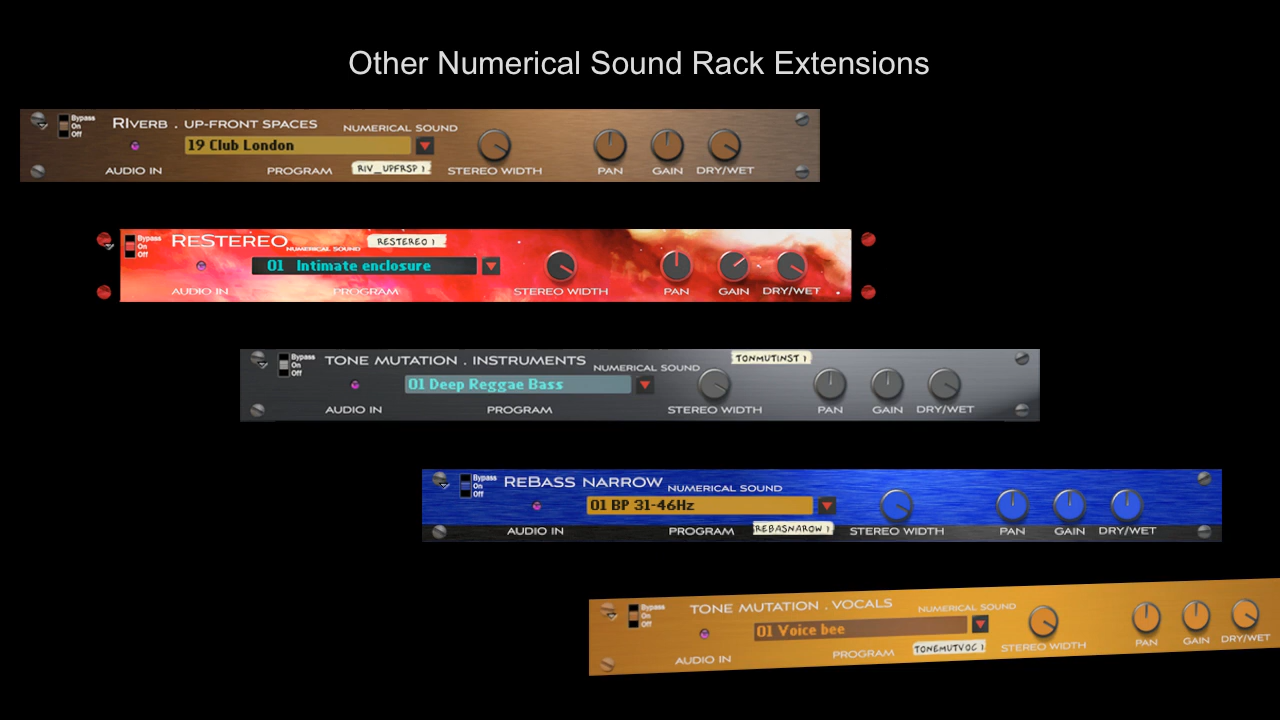 Other Numerical Sound Rack Extensions
Bypass
On
Off
RIVERB . UP-FRONT SPACES
NUMERICAL SOUND
19 Club London
AUDIO IN
PROGRAM
RIV_UPFRSP 1
STEREO WIDTH
PAN
GAIN
DRY/WET
Bypass
On
Off
RESTEREO
NUMERICAL SOUND
RESTEREO 1
01 Intimate enclosure
AUDIO IN
PROGRAM
STEREO WIDTH
PAN
GAIN
DRY/WET
Bypass
On
Off
TONE MUTATION . INSTRUMENTS
NUMERICAL SOUND
TONMUTINST 1
01 Deep Reggae Bass
AUDIO IN
PROGRAM
STEREO WIDTH
PAN
GAIN
DRY/WET
Bypass
On
Off
REBASS NARROW
NUMERICAL SOUND
01 BP 31-46Hz
AUDIO IN
PROGRAM
REBASNAROW 1
STEREO WIDTH
PAN
GAIN
DRY/WET
Bypass
On
Off
TONE MUTATION . VOCALS
NUMERICAL SOUND
01 Voice bee
AUDIO IN
PROGRAM
TONEMUTVOC 1
STEREO WIDTH
PAN
GAIN
DRY/WET